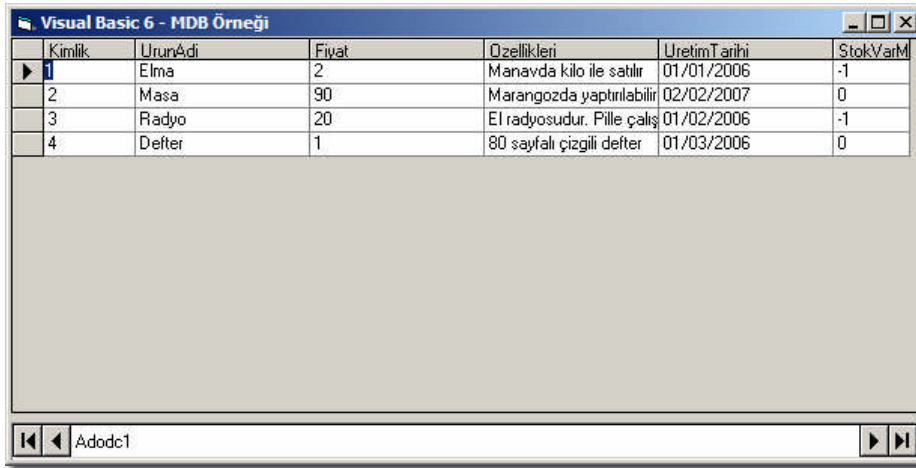 Visual Basic 6 - MDB Örneği
Kimlik UrunAdi Fiyat Ozellikleri UretimTarihi StokVarM
1 Elma 2 Manavda kilo ile satılır 01/01/2006 -1
2 Masa 90 Marangozda yaptırılabilir 02/02/2007 0
3 Radyo 20 El radyosudur. Pille çalış 01/02/2006 -1
4 Defter 1 80 sayfalı çizgili defter 01/03/2006 0
Adodc1